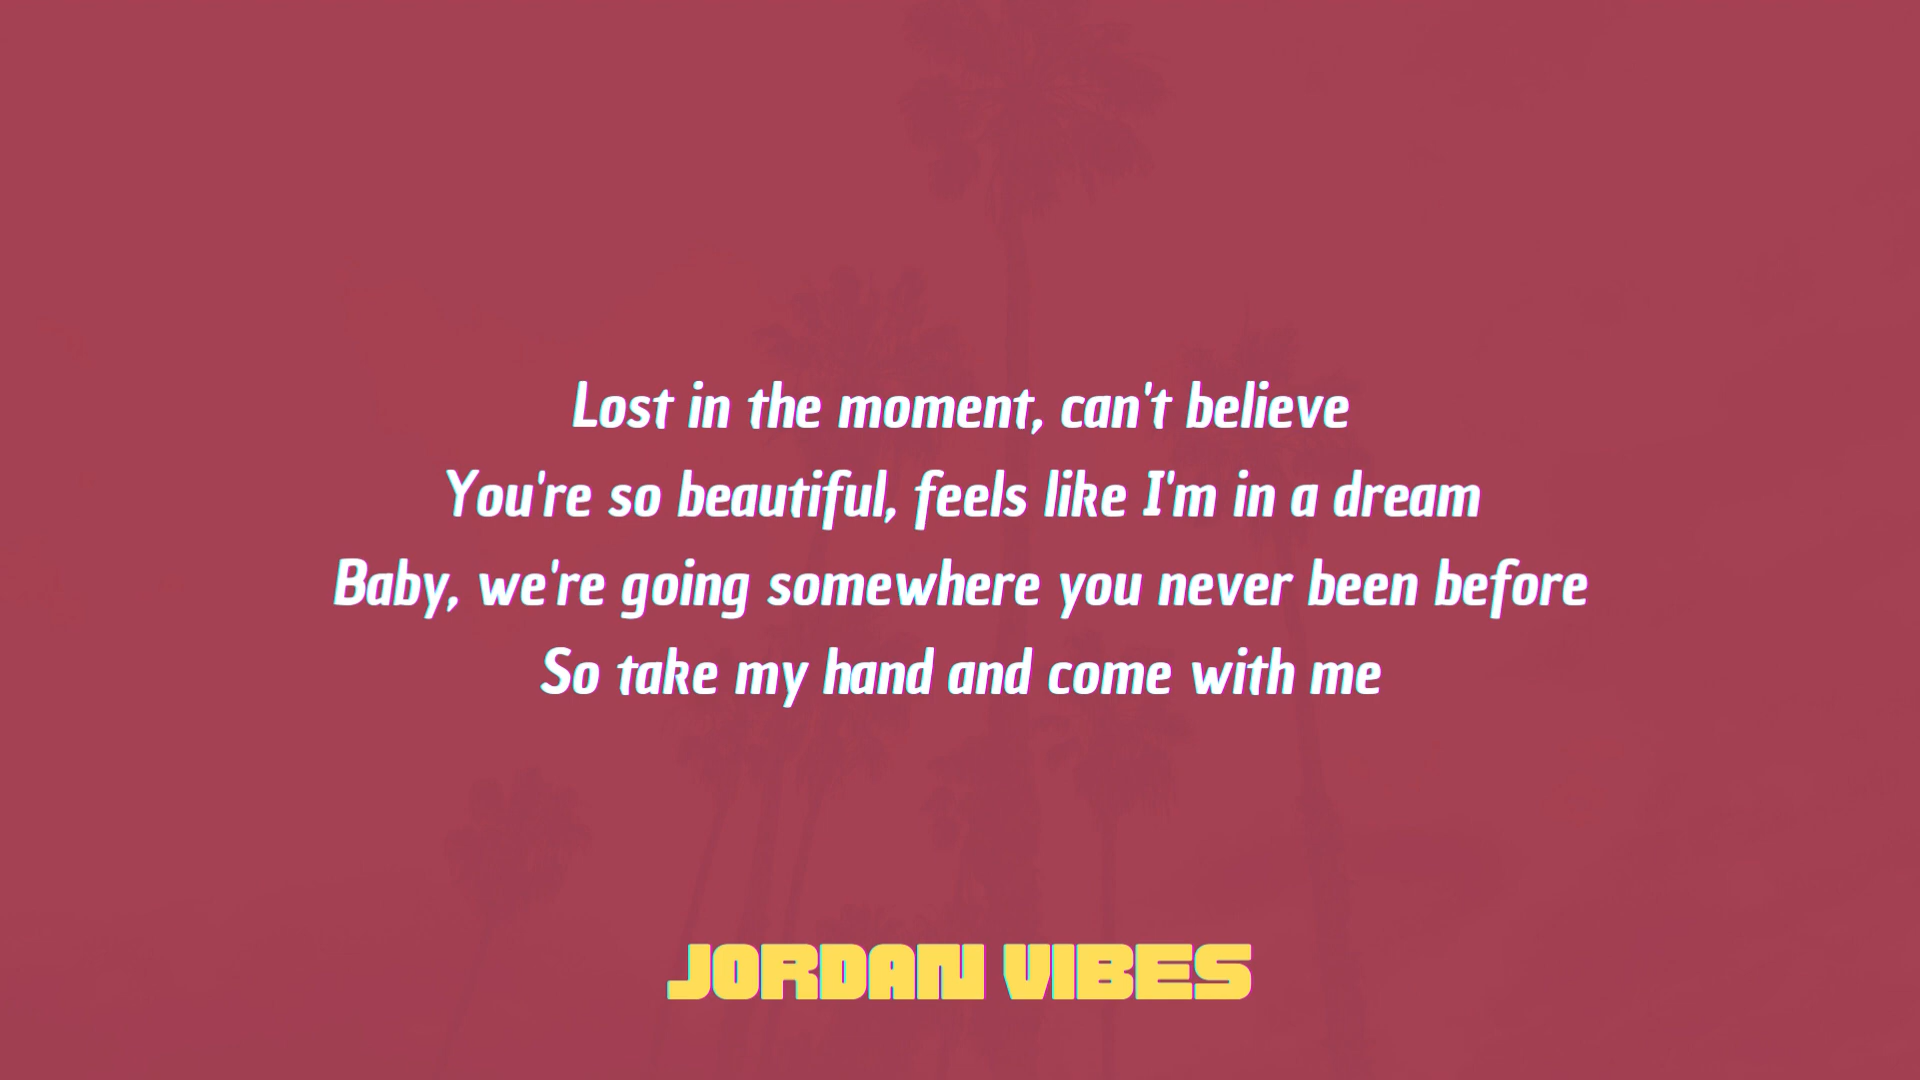 Lost in the moment, can't believe
You're so beautiful, feels like I'm in a dream
Baby, we're going somewhere you never been before
So take my hand and come with me
JORDAN VIBES